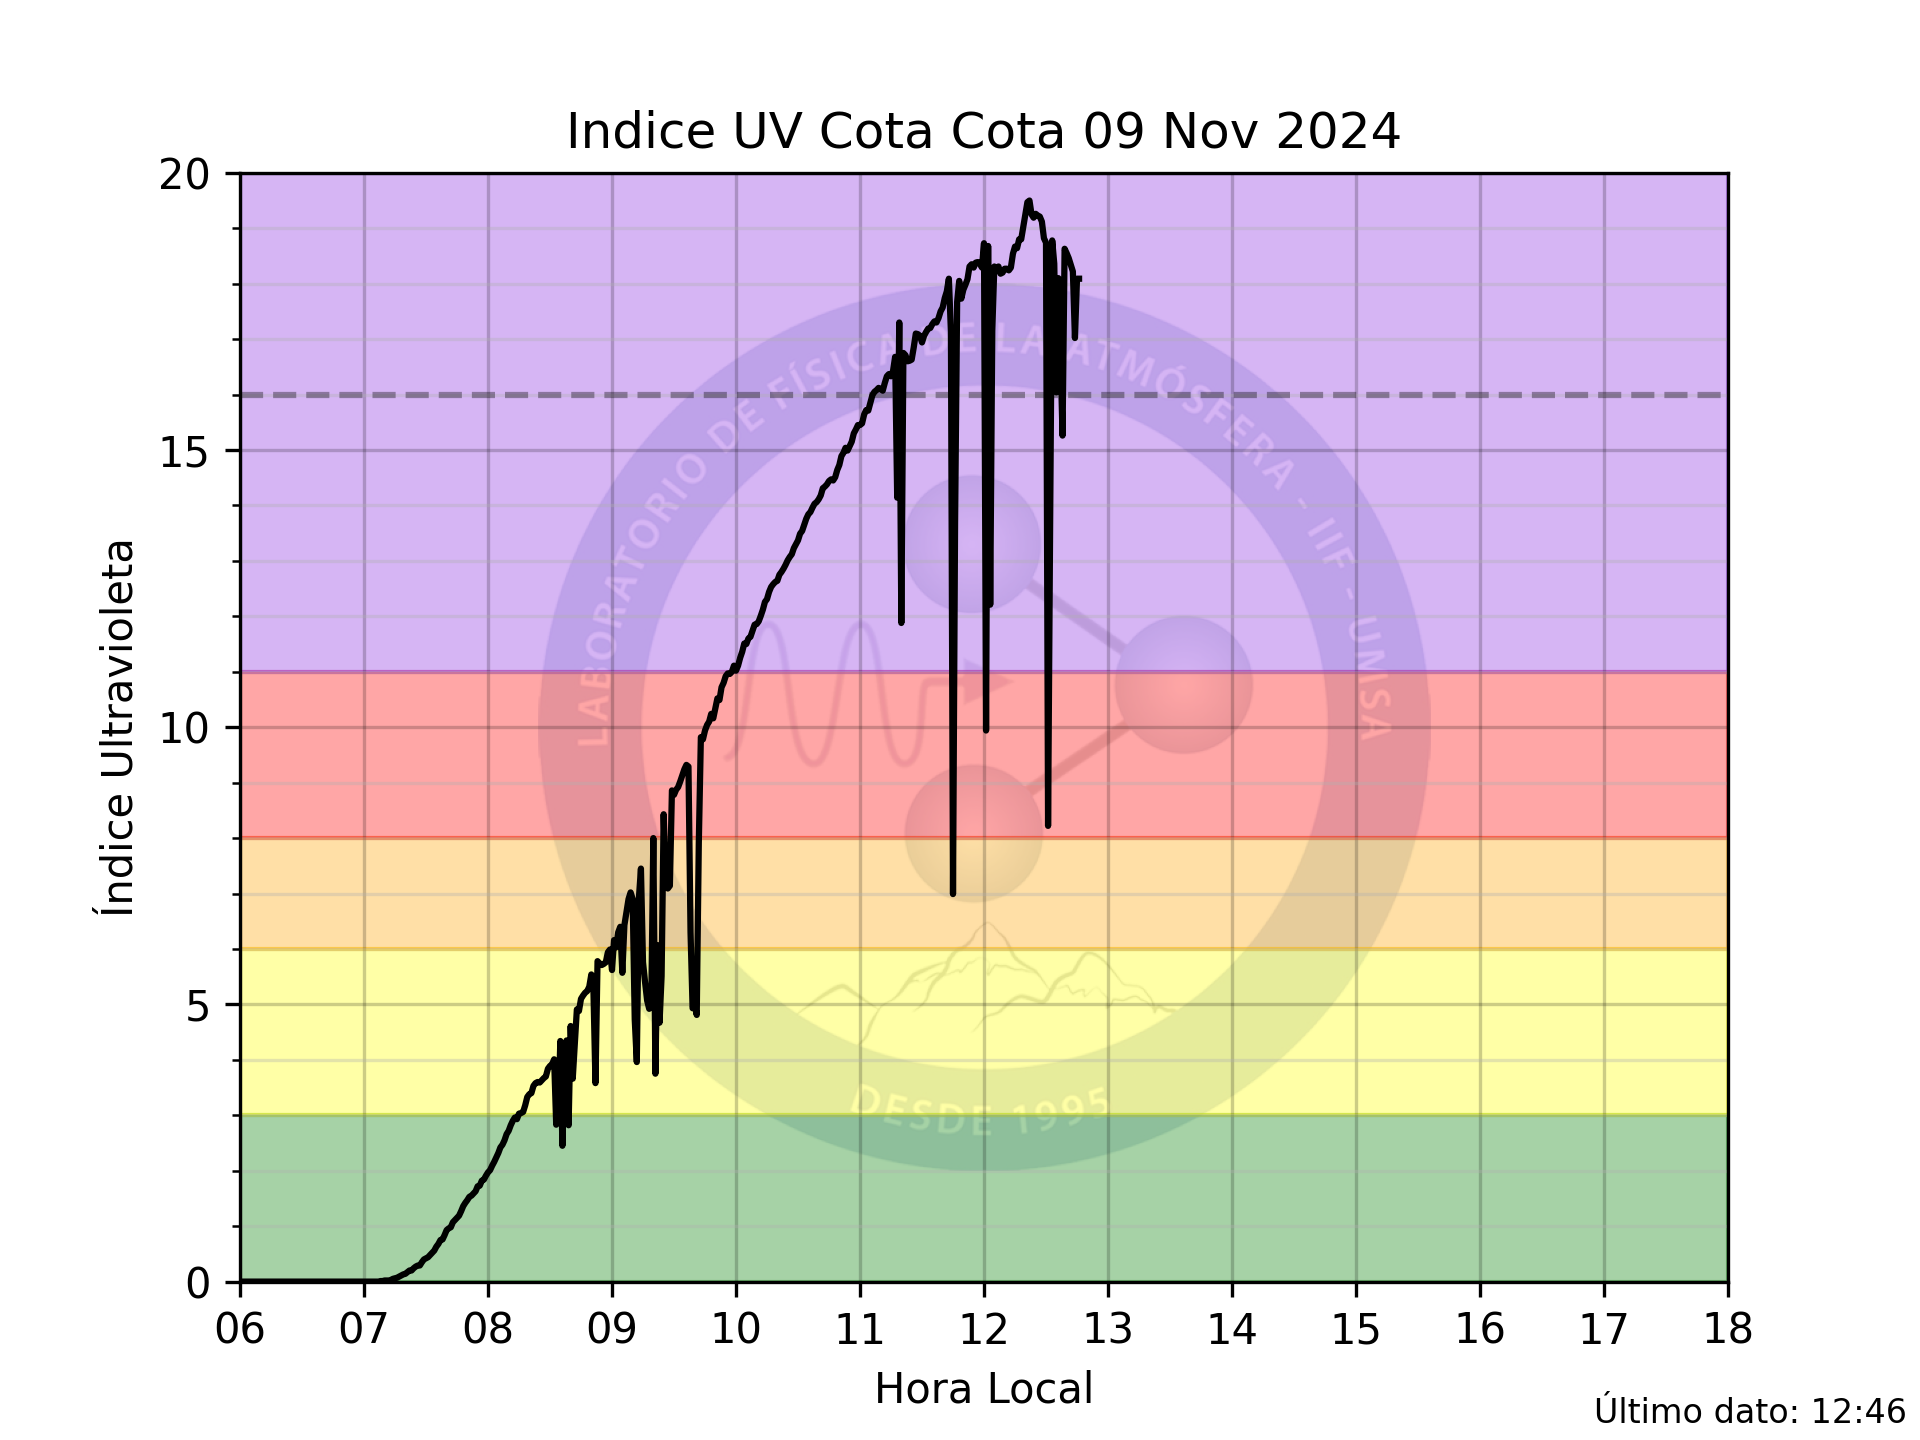 Indice UV Cota Cota 09 Nov 2024
20
15
10
5
0
Índice Ultravioleta
LABORATORIO DE FÍSICA DE LA ATMÓSFERA - IIF - UMSA
DESDE 1995
06 07 08 09 10 11 12 13 14 15 16 17 18
Hora Local
Último dato: 12:46